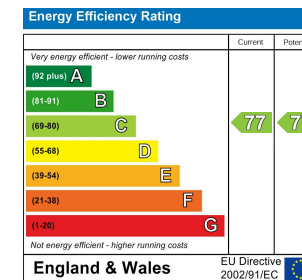 Energy Efficiency Rating
Current
Very energy efficient - lower running costs
(92 plus) A
(81-91) B
(69-80) C 77
(55-68) D
(39-54) E
(21-38) F
(1-20) G
Not energy efficient - higher running costs
England & Wales
EU Directive
2002/91/EC